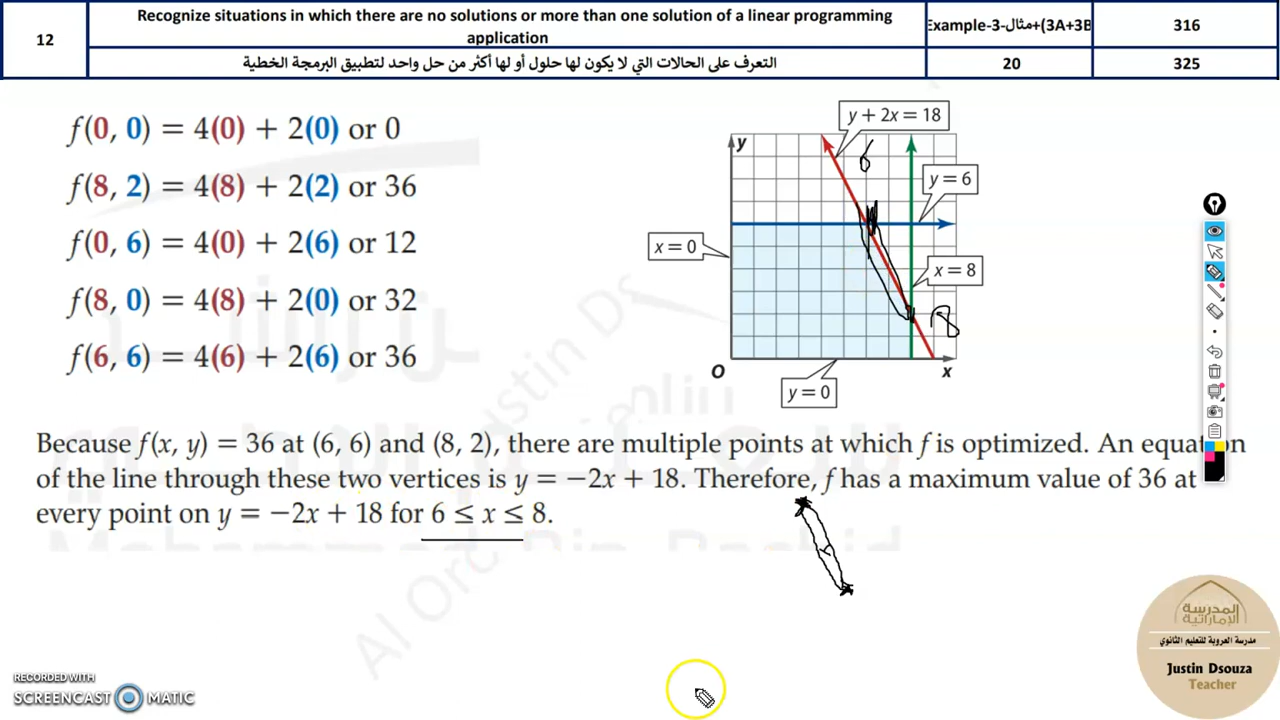 12
Recognize situations in which there are no solutions or more than one solution of a linear programming
application
Example-3-مثال+(3A+3B
316
التعرف على الحالات التي لا يكون لها حلول أو لها أكثر من حل واحد لتطبيق البرمجة الخطية
20
325
f(0, 0) = 4(0) + 2(0) or 0
f(8, 2) = 4(8) + 2(2) or 36
f(0, 6) = 4(0) + 2(6) or 12
f(8, 0) = 4(8) + 2(0) or 32
f(6, 6) = 4(6) + 2(6) or 36
y + 2x = 18
y
6
y = 6
x = 0
x = 8
8
O
x
y = 0
Because f(x, y) = 36 at (6, 6) and (8, 2), there are multiple points at which f is optimized. An equation
of the line through these two vertices is y = −2x + 18. Therefore, f has a maximum value of 36 at
every point on y = −2x + 18 for 6 ≤ x ≤ 8.
المدرسة
الإماراتية
مدرسة العروبة للتعليم الثانوي
Justin Dsouza
Teacher
RECORDED WITH
SCREENCAST MATIC